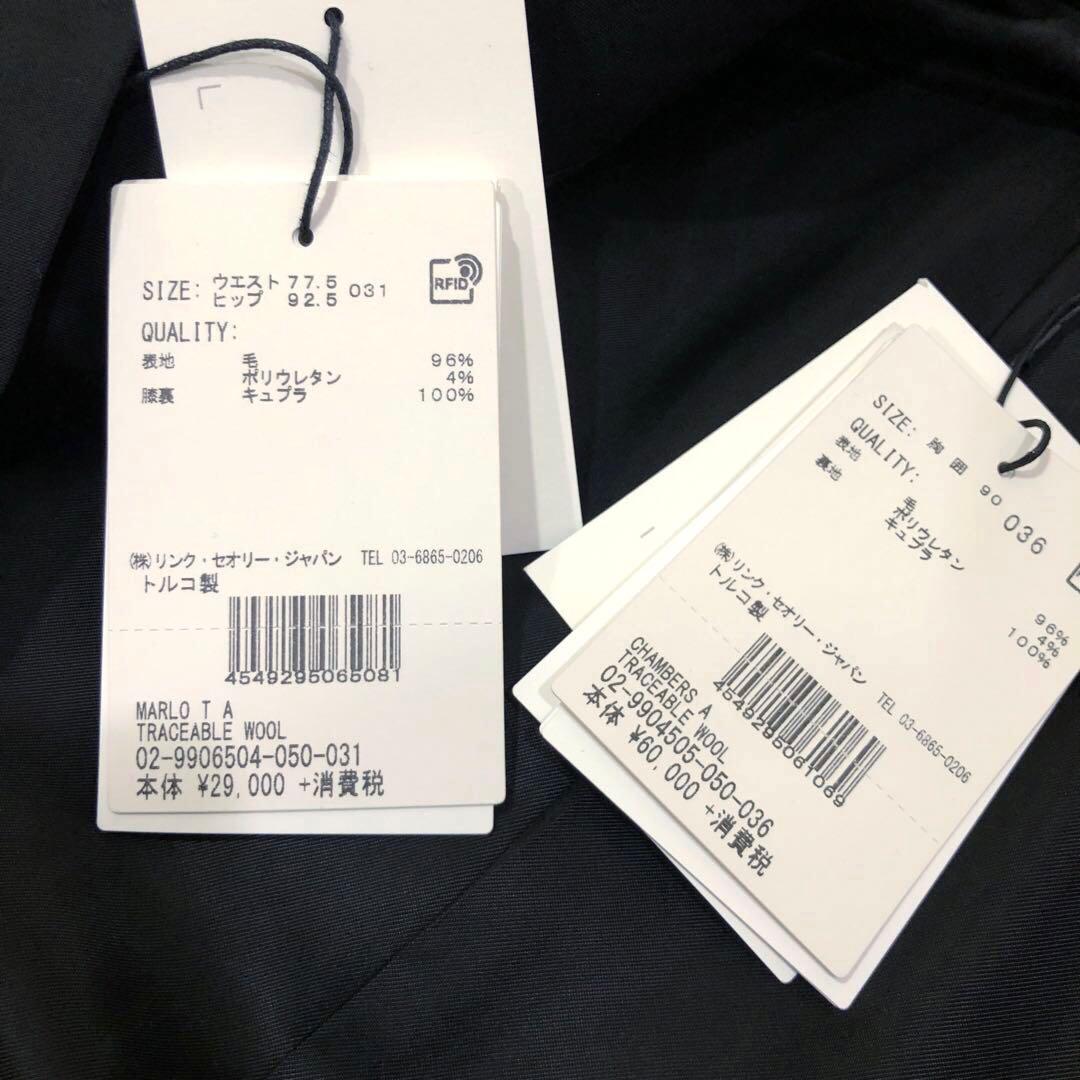 SIZE: ウエスト 77.5 031
ヒップ 92.5
RFID
QUALITY:
表地 毛 96%
ポリウレタン 4%
膝裏 キュプラ 100%
(株)リンク・セオリー・ジャパン TEL 03-6865-0206
トルコ製
4549295065081
MARLO T A
TRACEABLE WOOL
02-9906504-050-031
本体 ¥29,000 +消費税
SIZE: 胸囲 90 036
QUALITY:
表地 毛 96%
ポリウレタン 4%
裏地 キュプラ 100%
(株)リンク・セオリー・ジャパン TEL 03-6865-0206
トルコ製
4549295061069
CHAMBERS A
TRACEABLE WOOL
02-9904505-050-036
本体 ¥60,000 +消費税